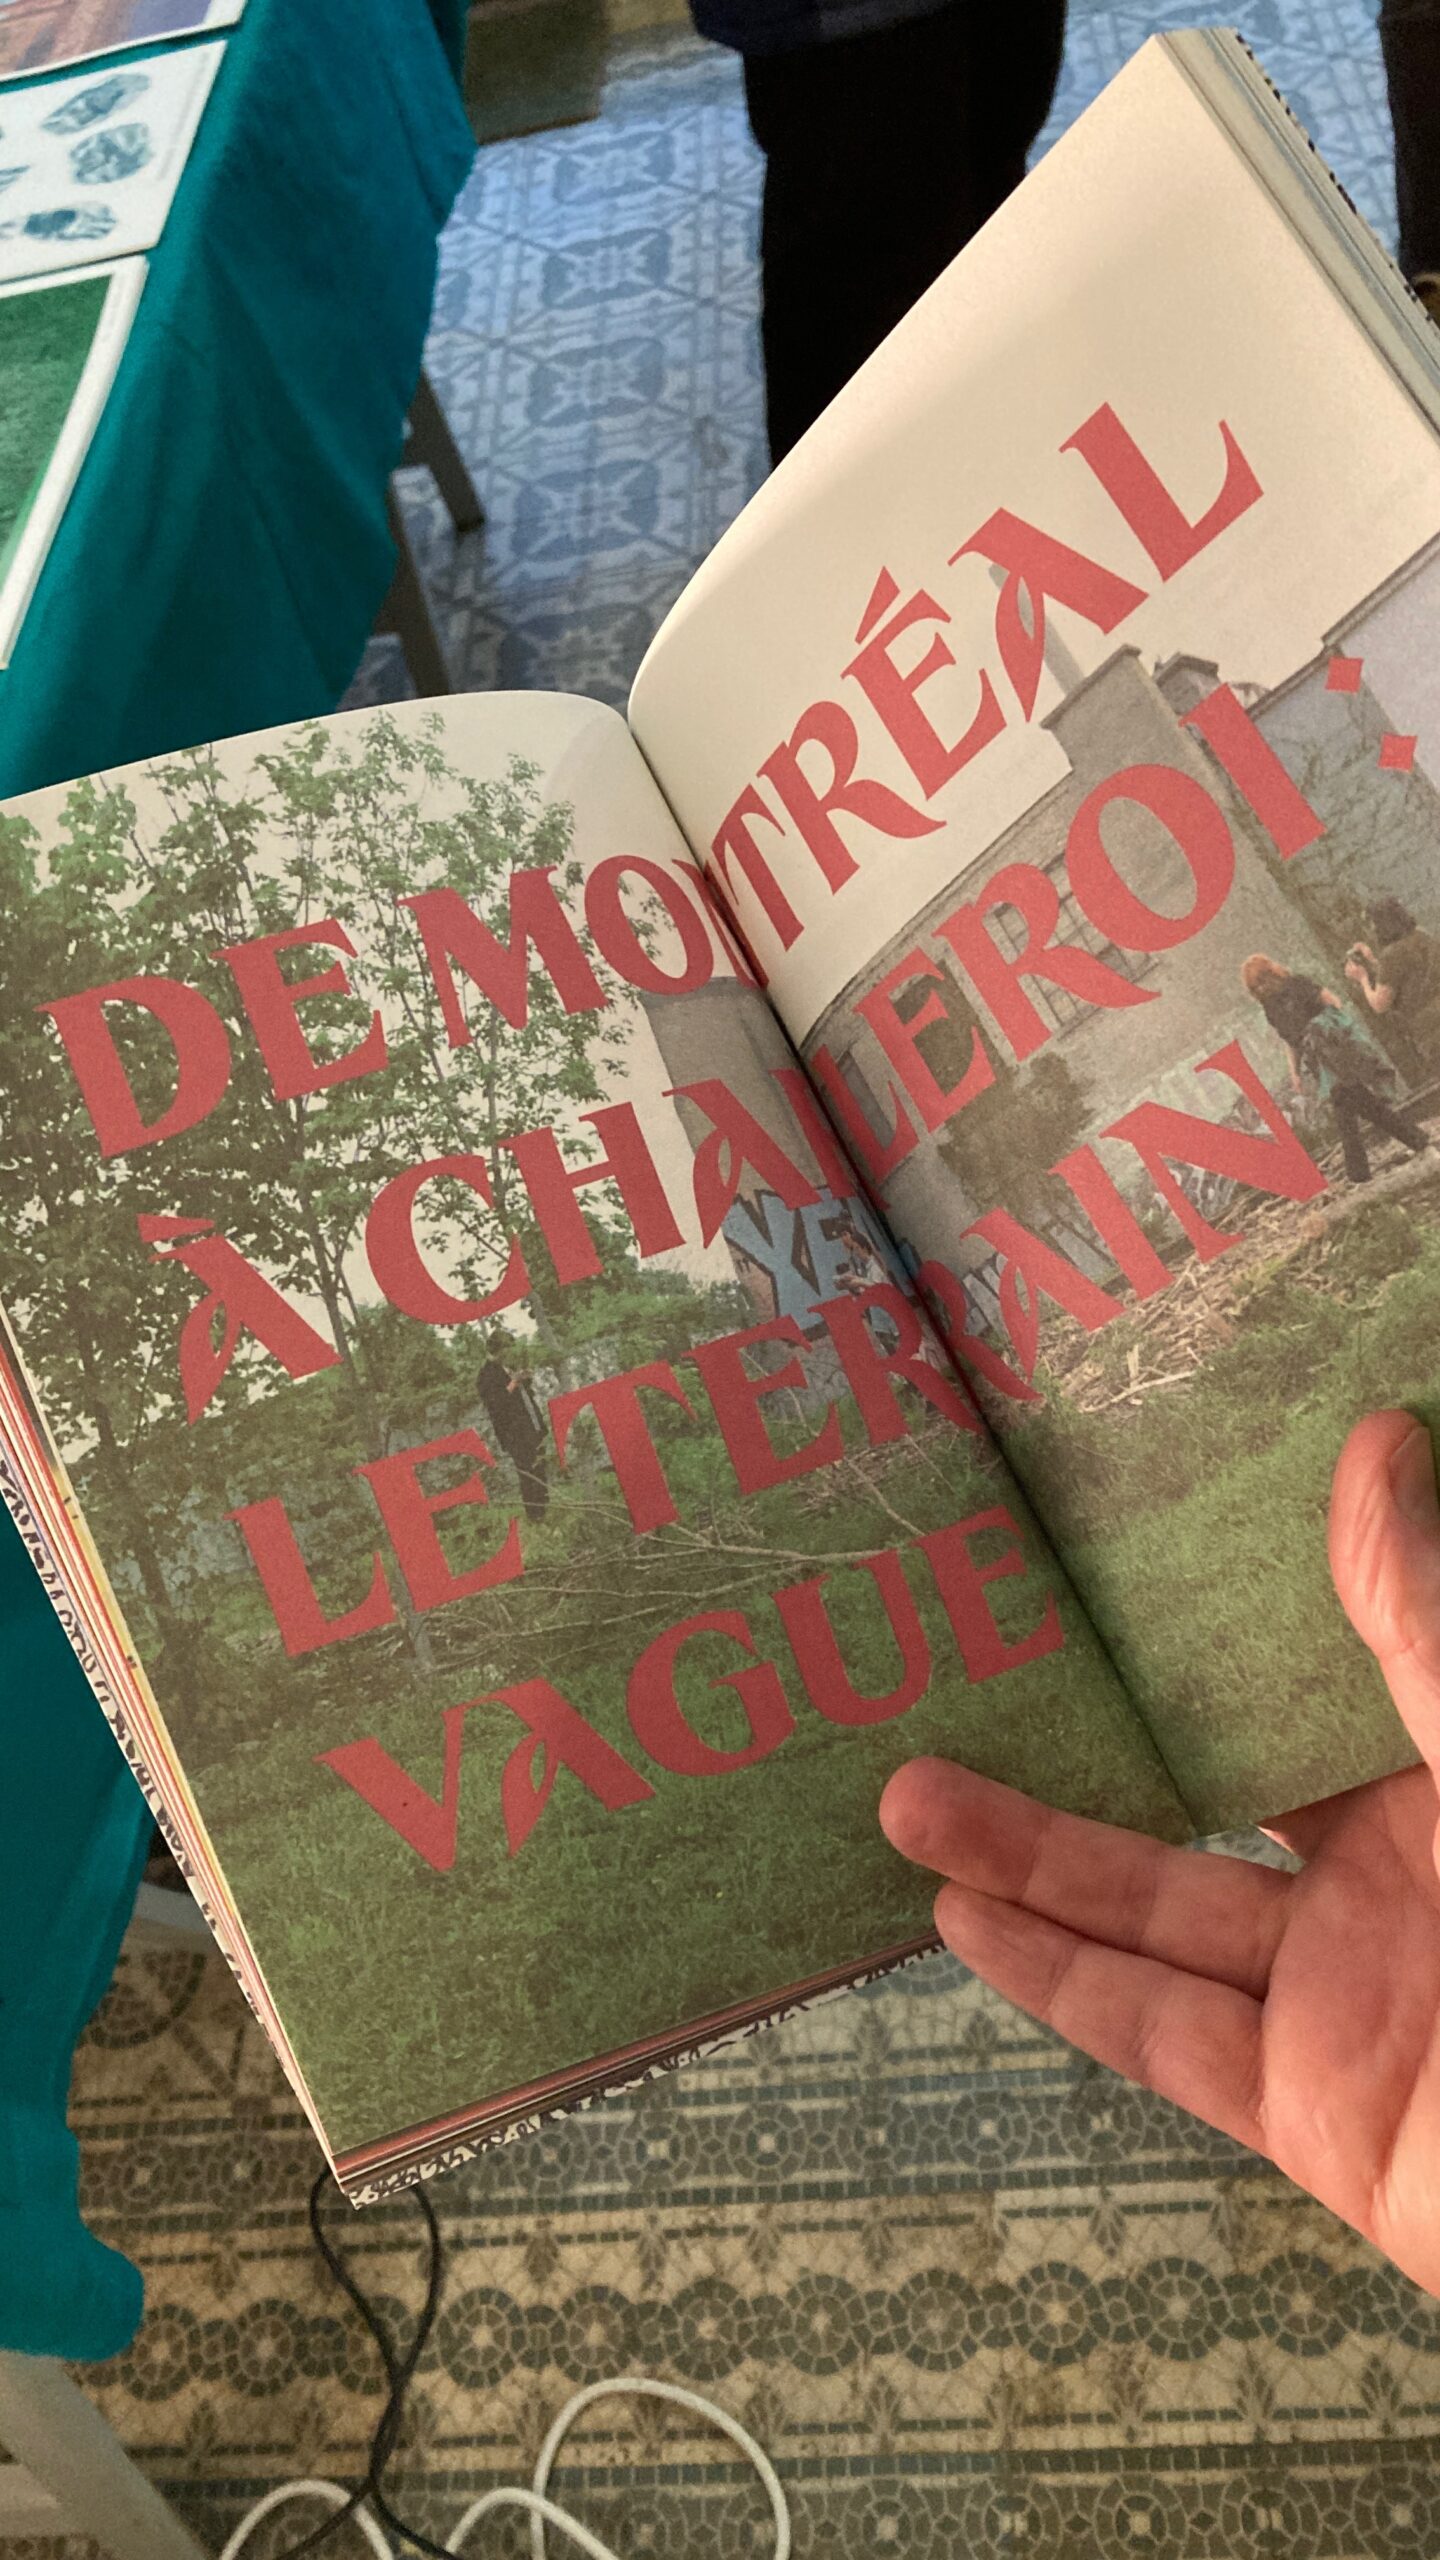 DE MONTRÉAL
À CHARLEROI :
LE TERRAIN
VAGUE